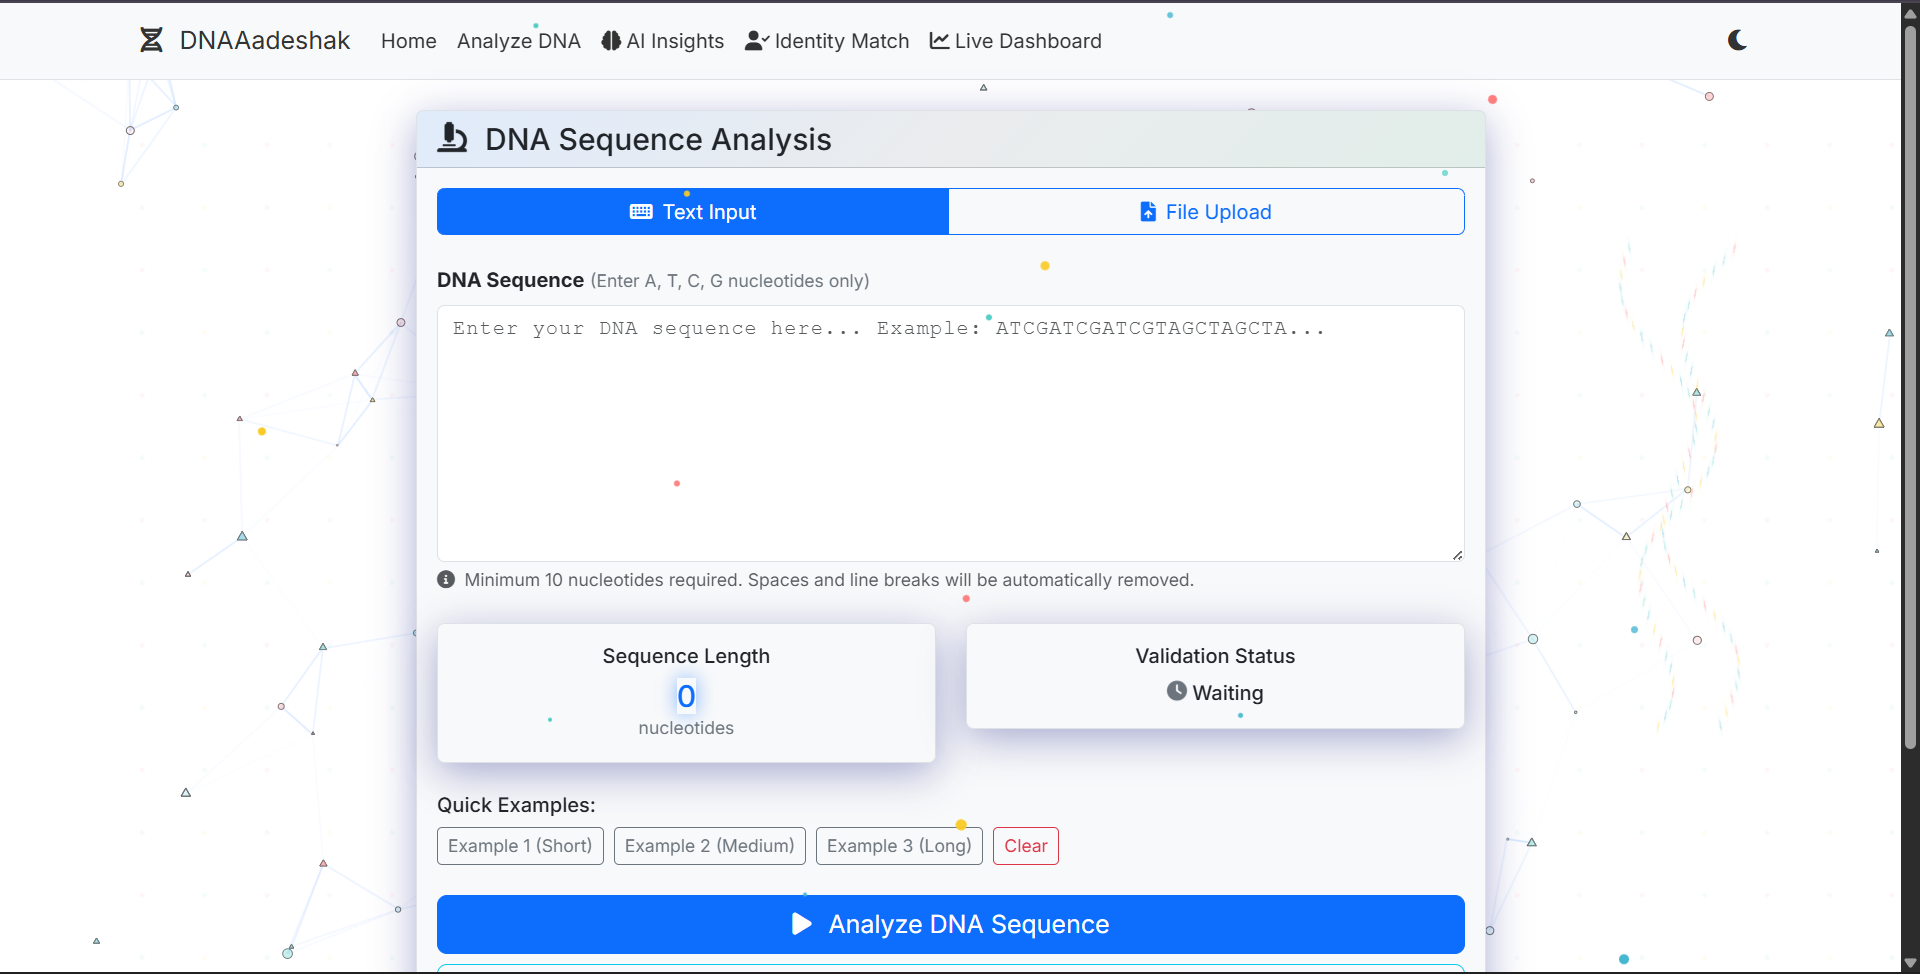 DNAAadeshak Home Analyze DNA AI Insights Identity Match Live Dashboard
DNA Sequence Analysis
Text Input File Upload
DNA Sequence (Enter A, T, C, G nucleotides only)
Enter your DNA sequence here... Example: ATCGATCGATCGTAGCTAGCTA...
Minimum 10 nucleotides required. Spaces and line breaks will be automatically removed.
Sequence Length
0
nucleotides
Validation Status
Waiting
Quick Examples:
Example 1 (Short) Example 2 (Medium) Example 3 (Long) Clear
Analyze DNA Sequence